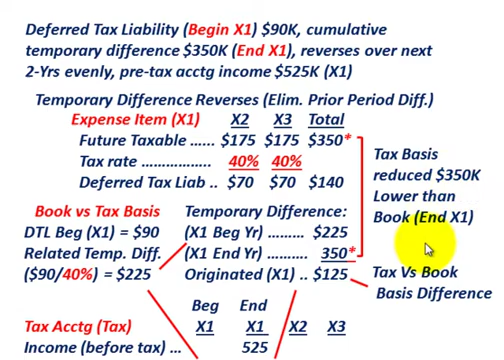 Deferred Tax Liability (Begin X1) $90K, cumulative
temporary difference $350K (End X1), reverses over next
2-Yrs evenly, pre-tax acctg income $525K (X1)
Temporary Difference Reverses (Elim. Prior Period Diff.)
Expense Item (X1) X2 X3 Total
Future Taxable ...... $175 $175 $350*
Tax rate ................. 40% 40%
Deferred Tax Liab .. $70 $70 $140
Tax Basis
reduced $350K
Lower than
Book (End X1)
Book vs Tax Basis
DTL Beg (X1) = $90
Related Temp. Diff.
($90/40%) = $225
Temporary Difference:
(X1 Beg Yr) ......... $225
(X1 End Yr) .......... 350*
Originated (X1) .. $125
Tax Vs Book
Basis Difference
Beg End
Tax Acctg (Tax) X1 X1 X2 X3
Income (before tax) ... 525